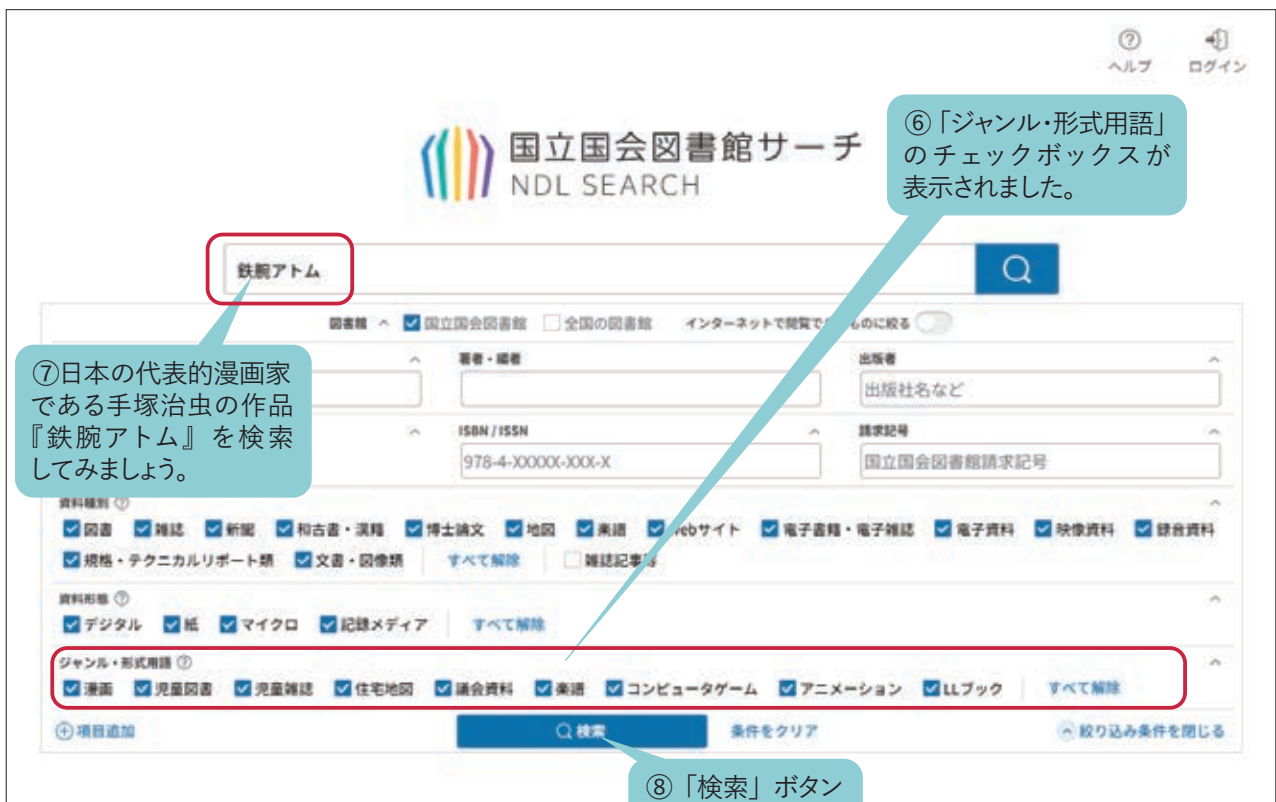 ヘルプ ログイン
国立国会図書館サーチ
NDL SEARCH
⑥「ジャンル・形式用語」
のチェックボックスが
表示されました。
鉄腕アトム
図書館 国立国会図書館 全国の図書館 インターネットで閲覧で ものに絞る
⑦日本の代表的漫画家
である手塚治虫の作品
『鉄腕アトム』を検索
してみましょう。
著者・編者 出版者
出版社名など
ISBN / ISSN 請求記号
978-4-XXXXX-XXX-X 国立国会図書館請求記号
資料種別
図書 雑誌 新聞 和古書・漢籍 博士論文 地図 楽譜 Webサイト 電子書籍・電子雑誌 電子資料 映像資料 録音資料
規格・テクニカルリポート類 文書・図像類 すべて解除 雑誌記事等
資料形態
デジタル 紙 マイクロ 記録メディア すべて解除
ジャンル・形式用語
漫画 児童図書 児童雑誌 住宅地図 議会資料 楽譜 コンピュータゲーム アニメーション LLブック すべて解除
項目追加 検索 条件をクリア 絞り込み条件を閉じる
⑧「検索」ボタン